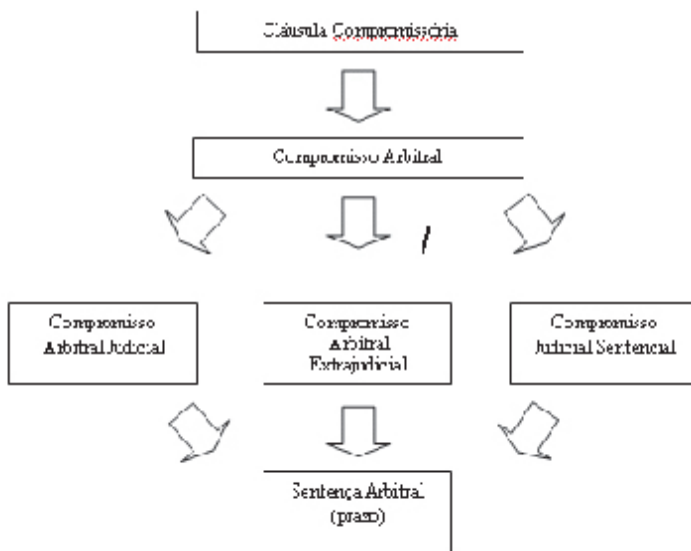 Cláusula Compromissória
Compromisso Arbitral
Compromisso
Arbitral Judicial
Compromisso
Arbitral
Extrajudicial
Compromisso
Judicial Sentencial
Sentença Arbitral
(prazo)